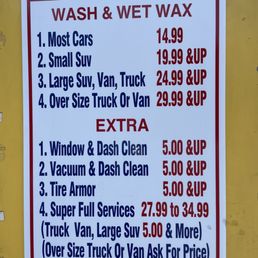 WASH & WET WAX
1. Most Cars 14.99
2. Small Suv 19.99 &UP
3. Large Suv, Van, Truck 24.99 &UP
4. Over Size Truck Or Van 29.99 &UP
EXTRA
1. Window & Dash Clean 5.00 &UP
2. Vacuum & Dash Clean 5.00 &UP
3. Tire Armor 5.00 &UP
4. Super Full Services 27.99 to 34.99
(Truck Van, Large Suv 5.00 & More)
(Over Size Truck Or Van Ask For Price)